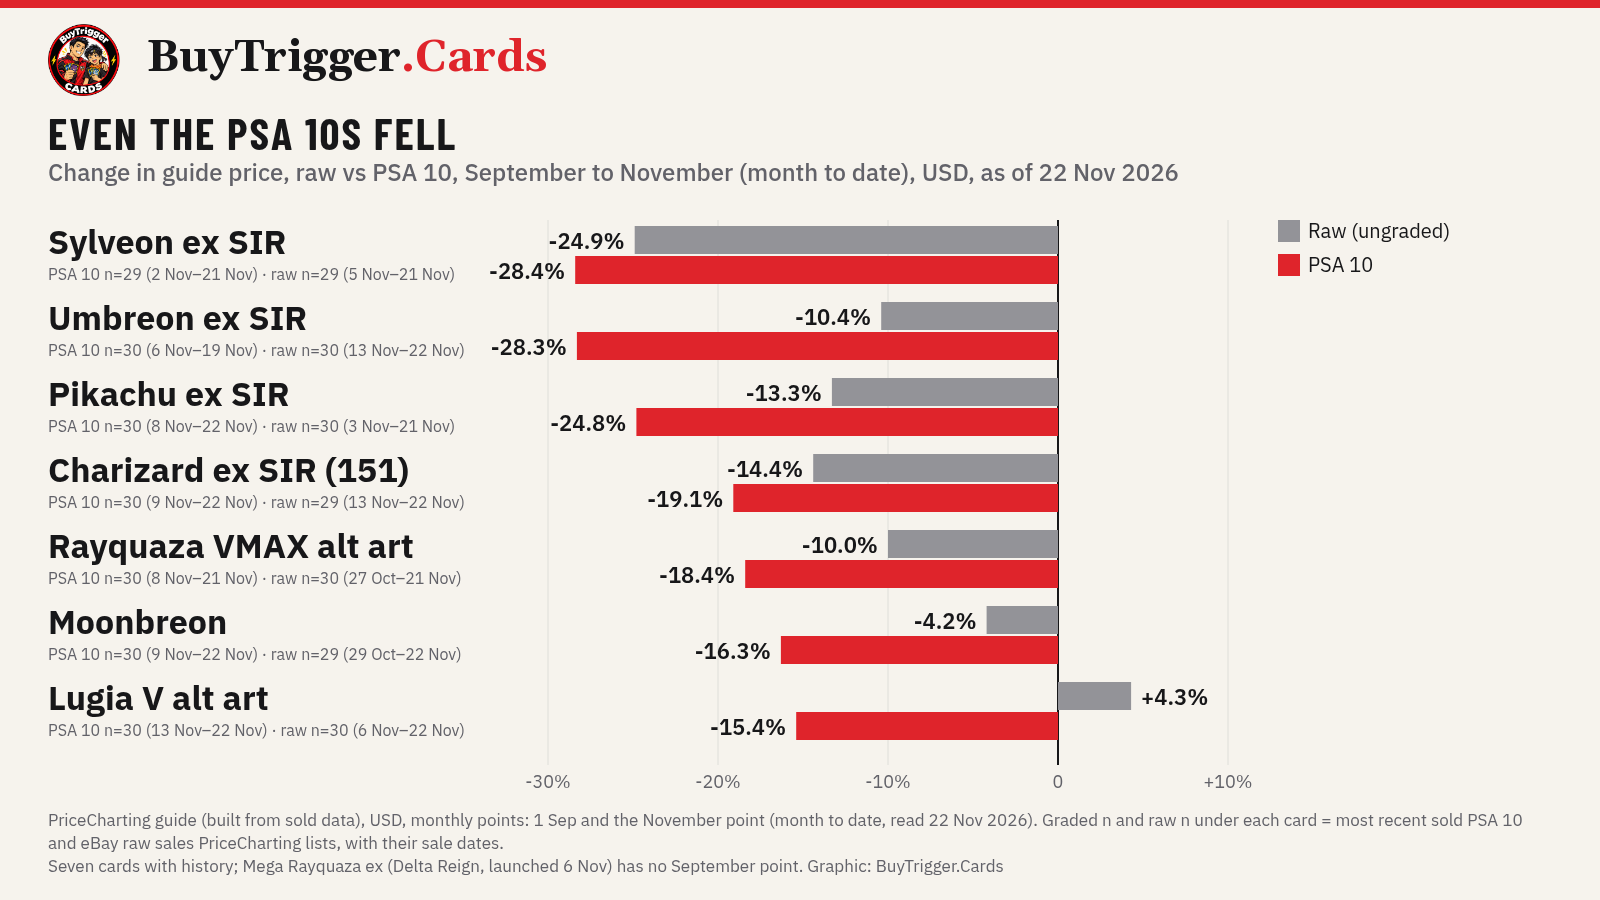 BuyTrigger
CARDS
BuyTrigger.Cards
EVEN THE PSA 10S FELL
Change in guide price, raw vs PSA 10, September to November (month to date), USD, as of 22 Nov 2026
Raw (ungraded)
PSA 10
Sylveon ex SIR
PSA 10 n=29 (2 Nov–21 Nov) · raw n=29 (5 Nov–21 Nov)
-24.9%
-28.4%
Umbreon ex SIR
PSA 10 n=30 (6 Nov–19 Nov) · raw n=30 (13 Nov–22 Nov)
-10.4%
-28.3%
Pikachu ex SIR
PSA 10 n=30 (8 Nov–22 Nov) · raw n=30 (3 Nov–21 Nov)
-13.3%
-24.8%
Charizard ex SIR (151)
PSA 10 n=30 (9 Nov–22 Nov) · raw n=29 (13 Nov–22 Nov)
-14.4%
-19.1%
Rayquaza VMAX alt art
PSA 10 n=30 (8 Nov–21 Nov) · raw n=30 (27 Oct–21 Nov)
-10.0%
-18.4%
Moonbreon
PSA 10 n=30 (9 Nov–22 Nov) · raw n=29 (29 Oct–22 Nov)
-4.2%
-16.3%
Lugia V alt art
PSA 10 n=30 (13 Nov–22 Nov) · raw n=30 (6 Nov–22 Nov)
+4.3%
-15.4%
-30%
-20%
-10%
0
+10%
PriceCharting guide (built from sold data), USD, monthly points: 1 Sep and the November point (month to date, read 22 Nov 2026). Graded n and raw n under each card = most recent sold PSA 10
and eBay raw sales PriceCharting lists, with their sale dates.
Seven cards with history; Mega Rayquaza ex (Delta Reign, launched 6 Nov) has no September point. Graphic: BuyTrigger.Cards